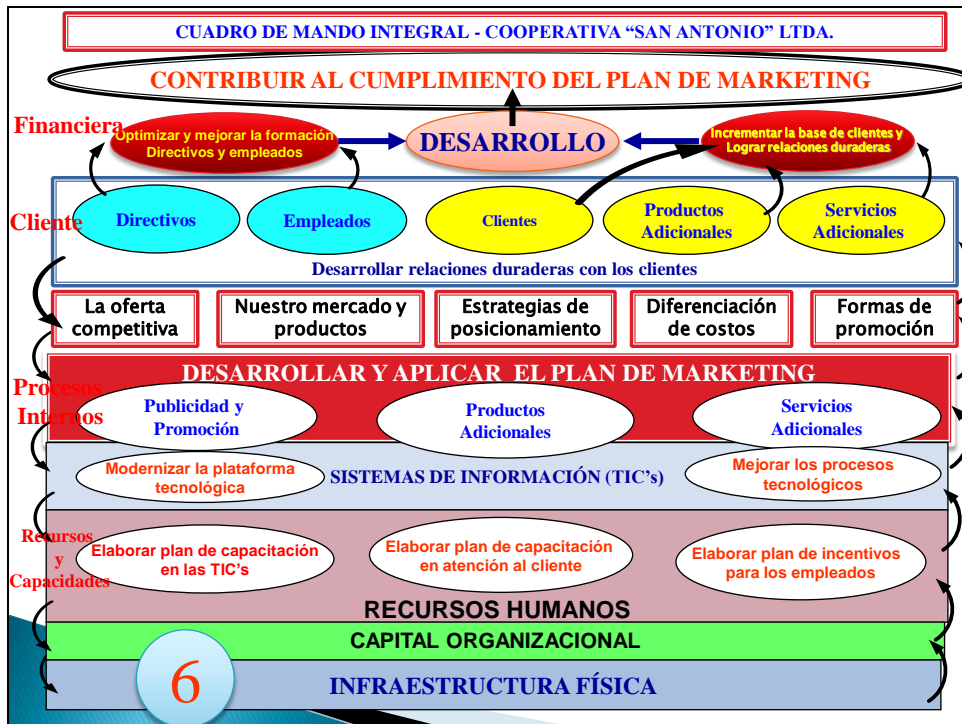 CUADRO DE MANDO INTEGRAL - COOPERATIVA “SAN ANTONIO” LTDA.
CONTRIBUIR AL CUMPLIMIENTO DEL PLAN DE MARKETING
Financiera
Optimizar y mejorar la formación
Directivos y empleados
DESARROLLO
Incrementar la base de clientes y
Lograr relaciones duraderas
Cliente
Directivos
Empleados
Clientes
Productos
Adicionales
Servicios
Adicionales
Desarrollar relaciones duraderas con los clientes
La oferta
competitiva
Nuestro mercado y
productos
Estrategias de
posicionamiento
Diferenciación
de costos
Formas de
promoción
DESARROLLAR Y APLICAR EL PLAN DE MARKETING
Procesos
Internos
Publicidad y
Promoción
Productos
Adicionales
Servicios
Adicionales
Modernizar la plataforma
tecnológica
SISTEMAS DE INFORMACIÓN (TIC’s)
Mejorar los procesos
tecnológicos
Recursos
y
Capacidades
Elaborar plan de capacitación
en las TIC’s
Elaborar plan de capacitación
en atención al cliente
Elaborar plan de incentivos
para los empleados
RECURSOS HUMANOS
CAPITAL ORGANIZACIONAL
6
INFRAESTRUCTURA FÍSICA